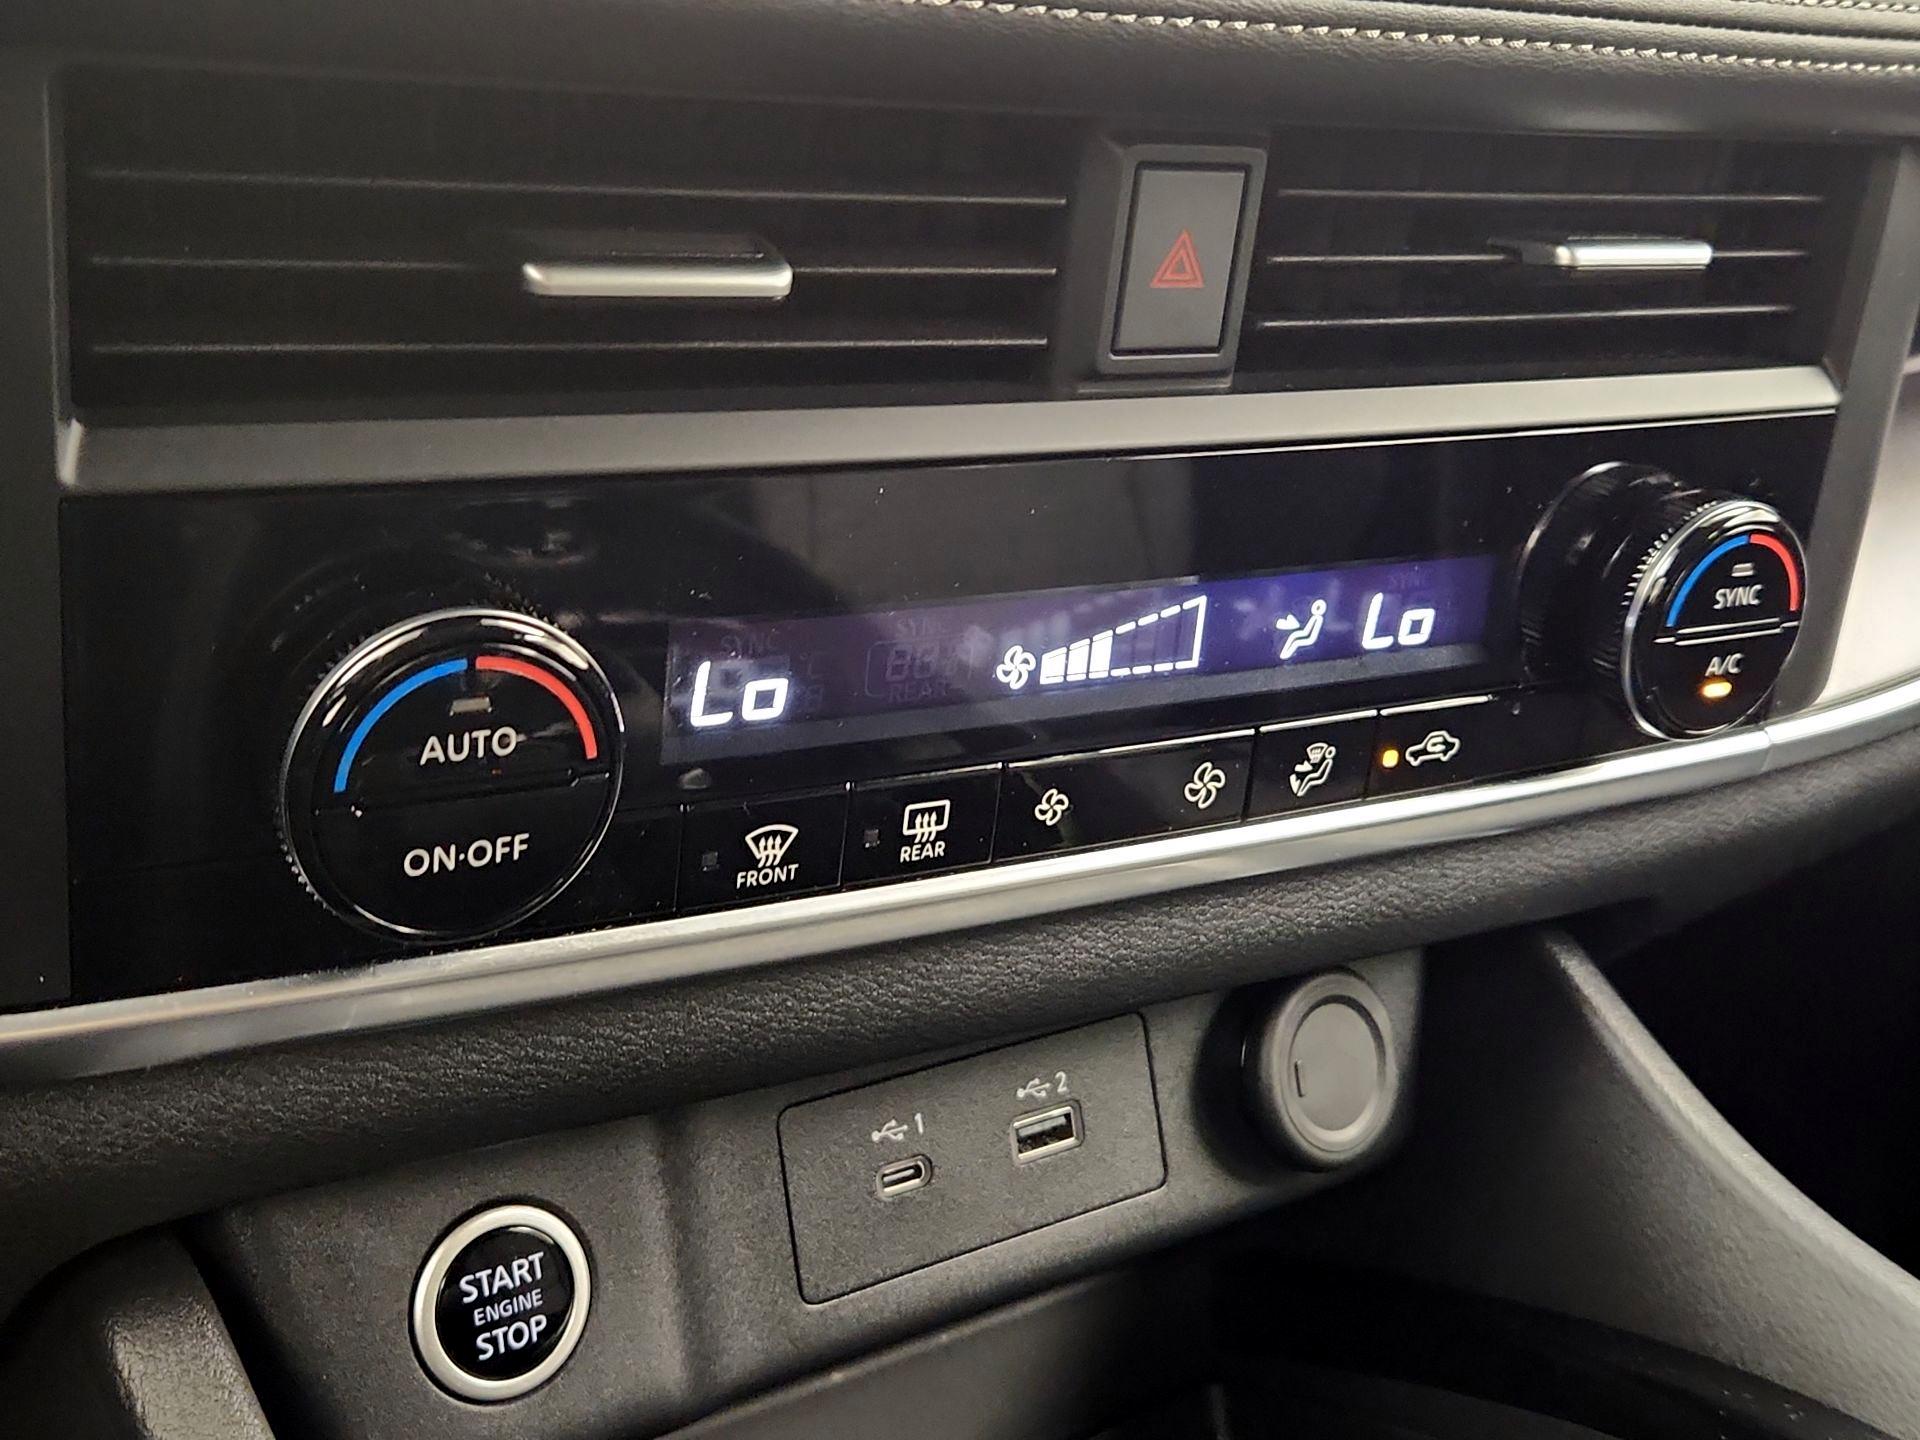 Lo
Lo
SYNC
A/C
AUTO
ON·OFF
FRONT
REAR
1
2
START
ENGINE
STOP